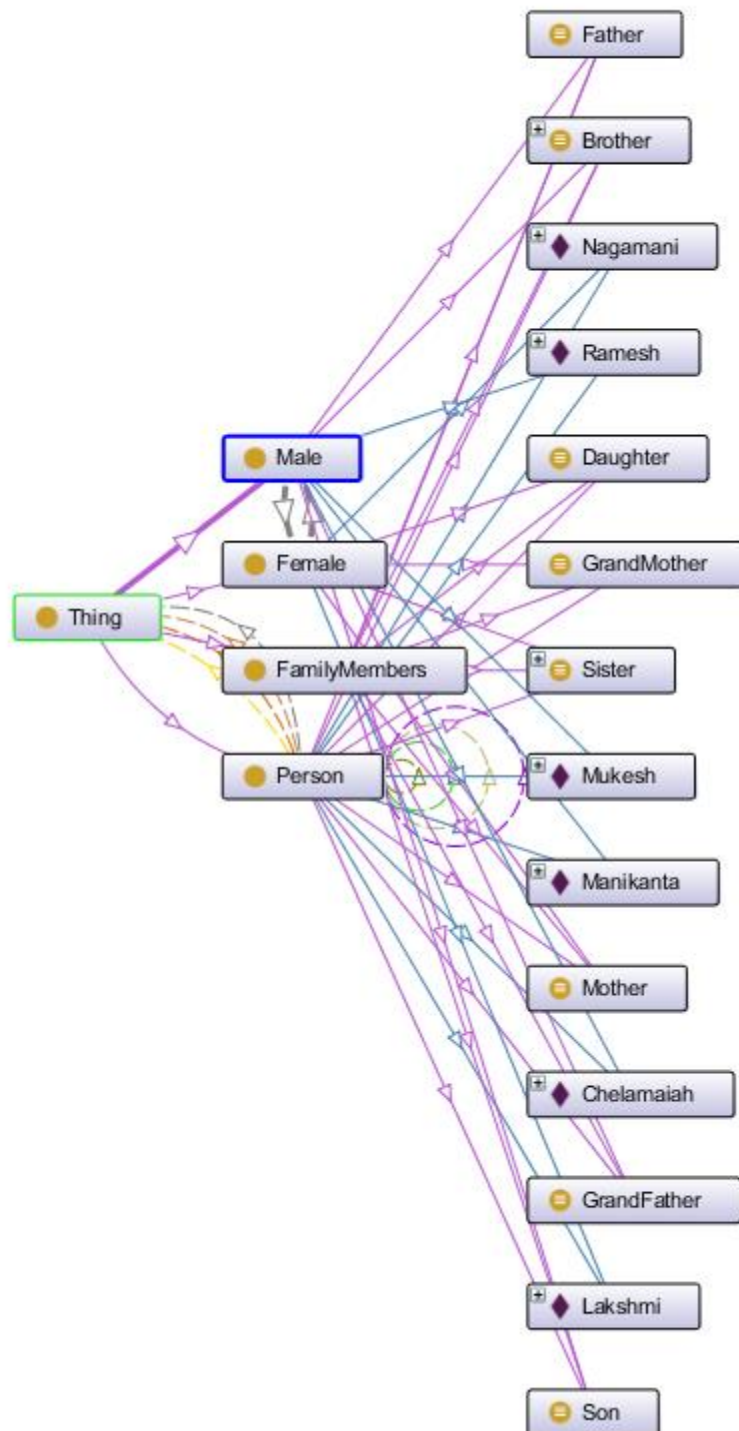 Father
Brother
Nagamani
Ramesh
Male
Daughter
Female
GrandMother
Thing
FamilyMembers
Sister
Person
Mukesh
Manikanta
Mother
Chelamaiah
GrandFather
Lakshmi
Son